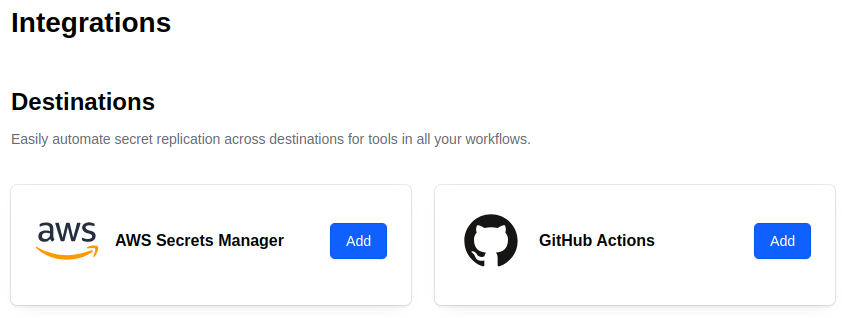 Integrations
Destinations
Easily automate secret replication across destinations for tools in all your workflows.
aws AWS Secrets Manager Add
GitHub Actions Add